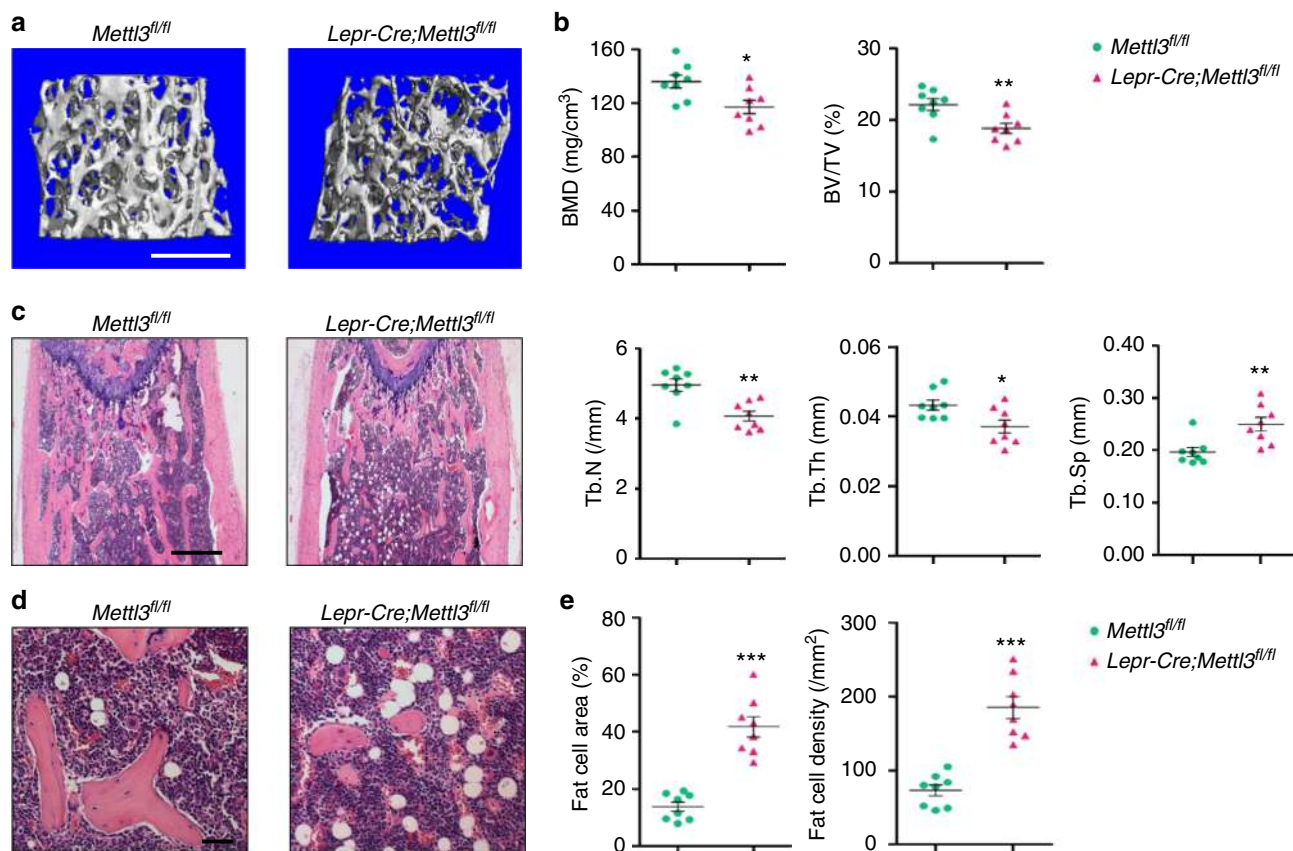 a
Mettl3fl/fl
Lepr-Cre;Mettl3fl/fl
b
BMD (mg/cm3)
160
120
80
40
0
*
BV/TV (%)
30
20
10
0
**
Mettl3fl/fl
Lepr-Cre;Mettl3fl/fl
c
Mettl3fl/fl
Lepr-Cre;Mettl3fl/fl
Tb.N (/mm)
6
4
2
0
**
Tb.Th (mm)
0.06
0.04
0.02
0.00
*
Tb.Sp (mm)
0.40
0.30
0.20
0.10
0.00
**
d
Mettl3fl/fl
Lepr-Cre;Mettl3fl/fl
e
Fat cell area (%)
80
60
40
20
0
***
Fat cell density (/mm2)
300
200
100
0
***
Mettl3fl/fl
Lepr-Cre;Mettl3fl/fl